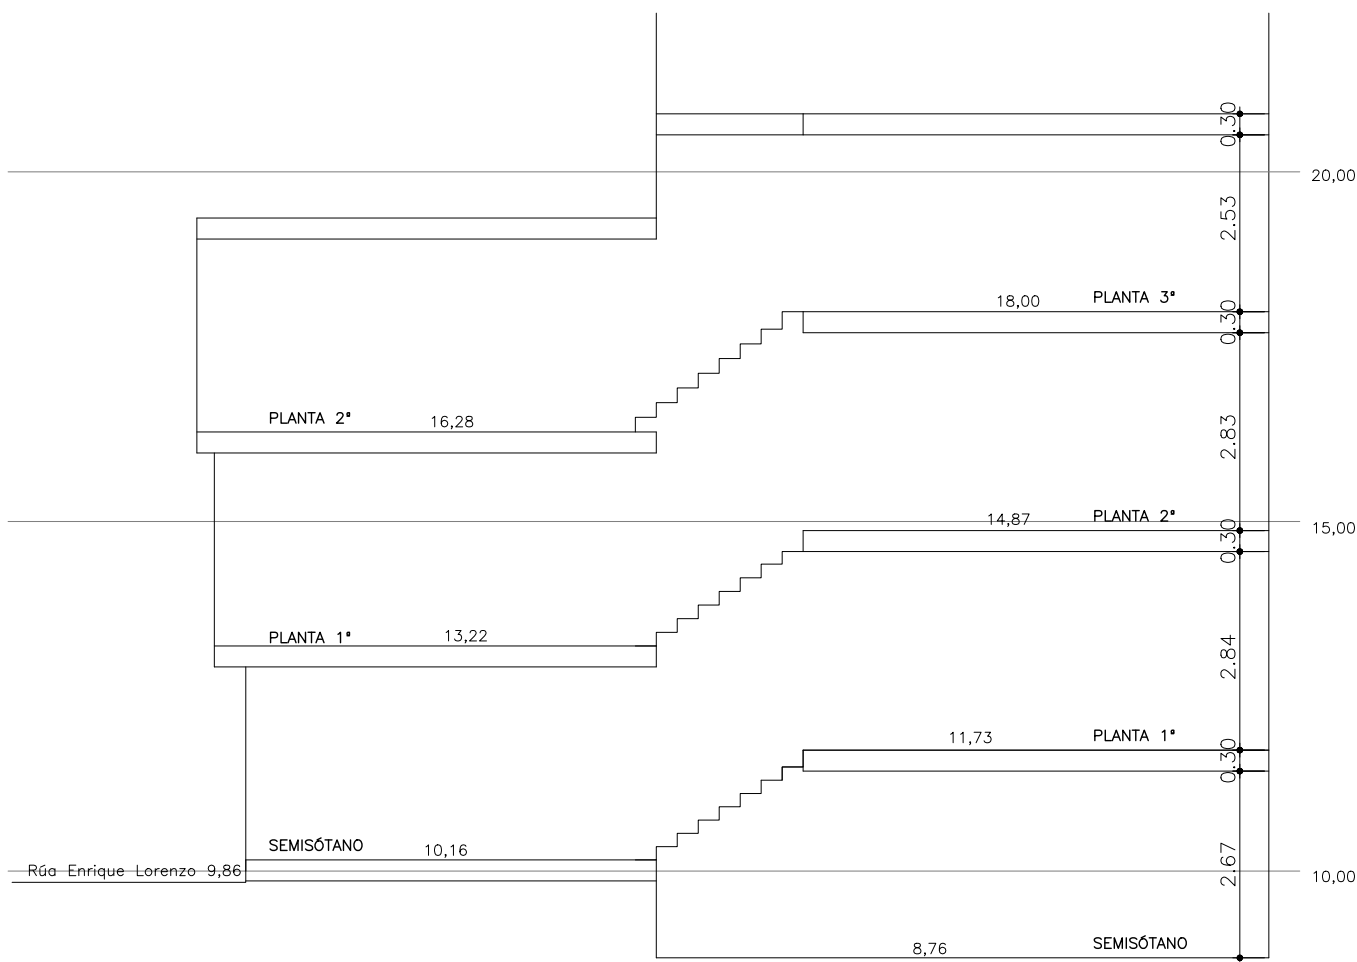 0.30
20,00
2.53
18,00 PLANTA 3ª
0.30
PLANTA 2ª 16,28
2.83
14,87 PLANTA 2ª
15,00
0.30
PLANTA 1ª 13,22
2.84
11,73 PLANTA 1ª
0.30
SEMISÓTANO 10,16
Rúa Enrique Lorenzo 9,86
2.67
10,00
8,76 SEMISÓTANO